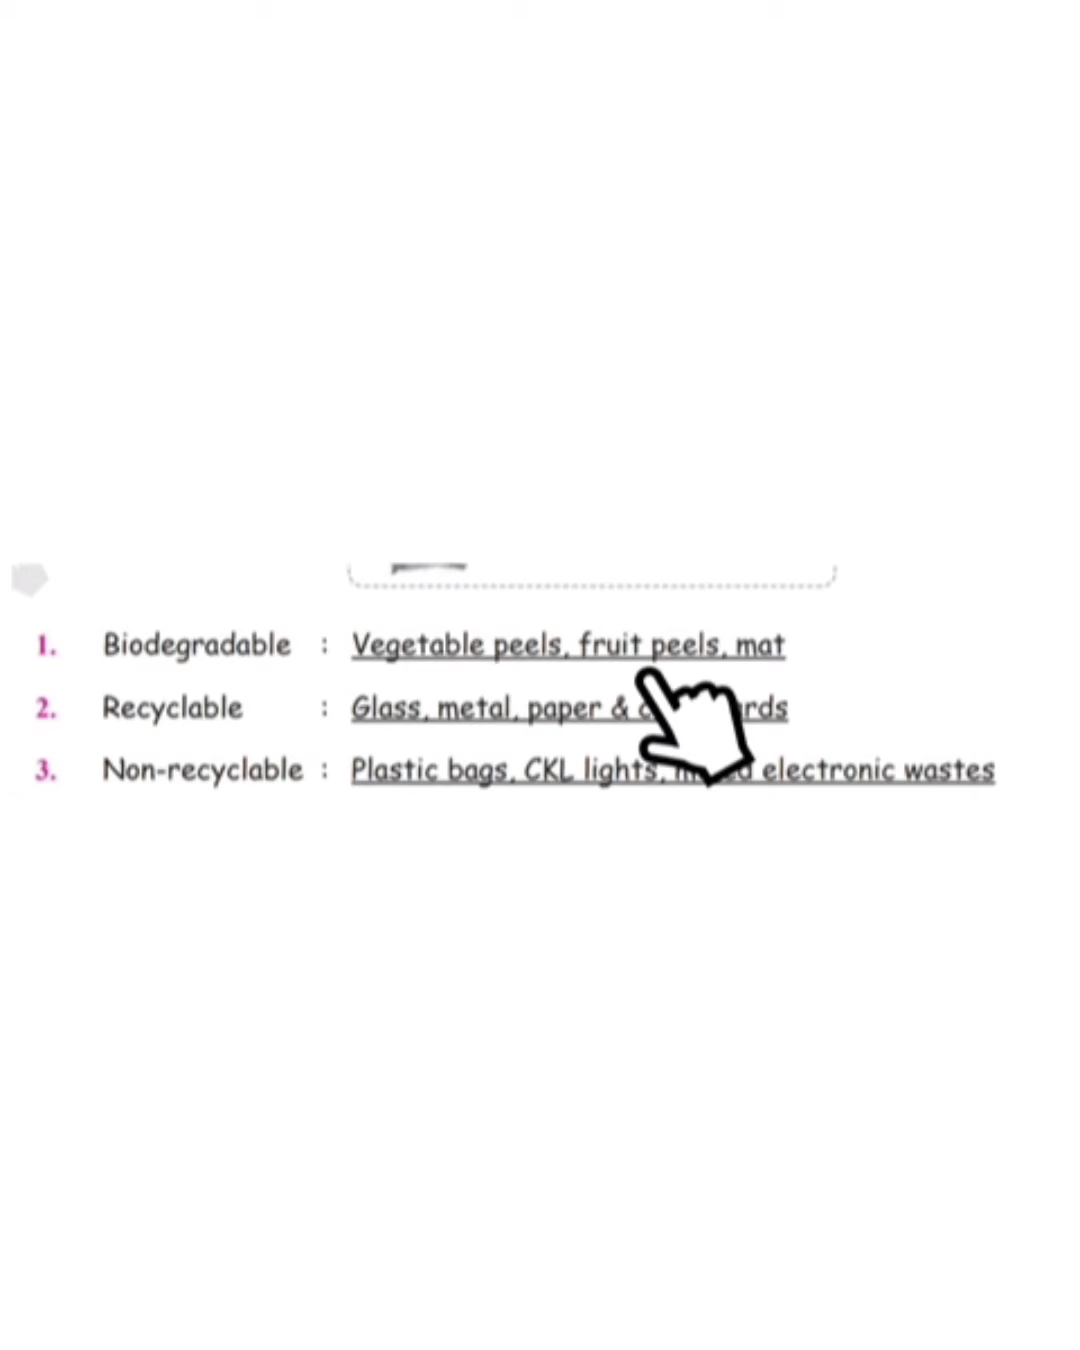 1. Biodegradable : Vegetable peels, fruit peels, mat
2. Recyclable : Glass, metal, paper &
3. Non-recyclable : Plastic bags, CKL lights, electronic wastes